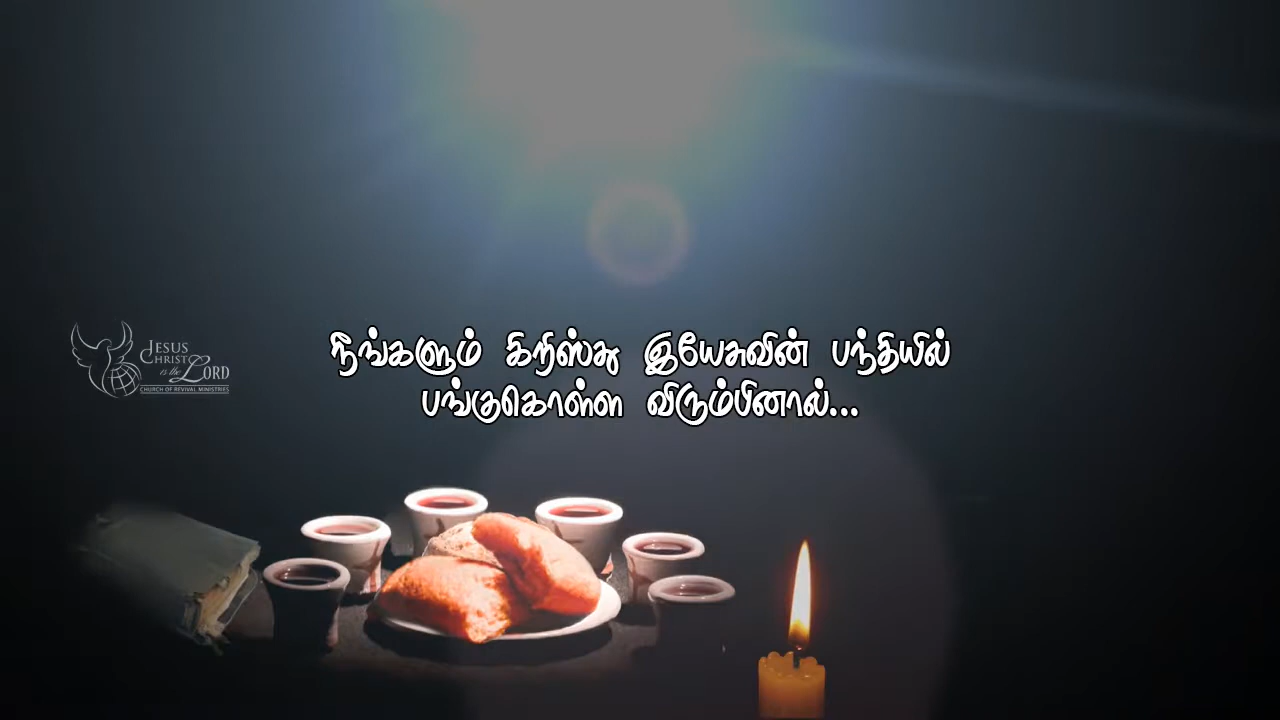 JESUS
CHRIST
is the LORD
CHURCH OF REVIVAL MINISTRIES
நீங்களும் கிறிஸ்து இயேசுவின் பந்தியில்
பங்குகொள்ள விரும்பினால்...